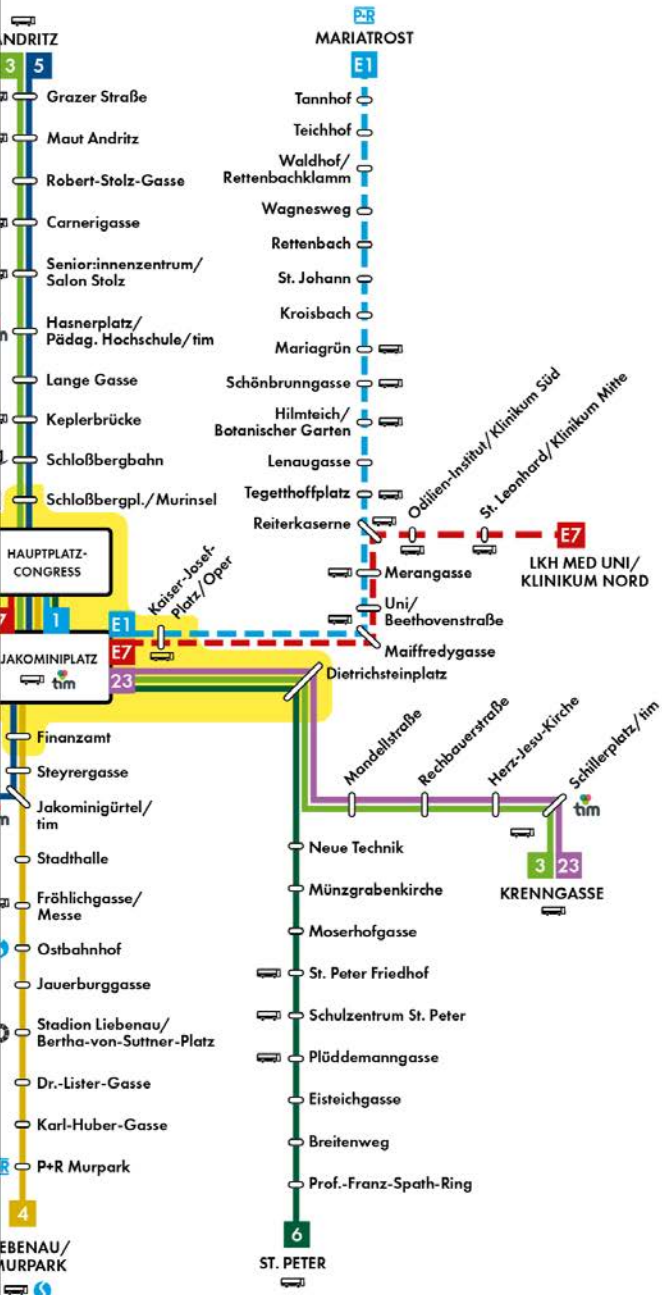 ANDRITZ
3 5
Grazer Straße
Maut Andritz
Robert-Stolz-Gasse
Carnerigasse
Senior:innenzentrum/
Salon Stolz
Hasnerplatz/
Pädag. Hochschule/tim
Lange Gasse
Keplerbrücke
Schloßbergbahn
Schloßbergpl./Murinsel
HAUPTPLATZ-
CONGRESS
7
1
JAKOMINIPLATZ
tim
E1
E7
23
Kaiser-Josef-
Platz/Oper
P+R
MARIATROST
E1
Tannhof
Teichhof
Waldhof/
Rettenbachklamm
Wagnesweg
Rettenbach
St. Johann
Kroisbach
Mariagrün
Schönbrunngasse
Hilmteich/
Botanischer Garten
Lenaugasse
Tegetthoffplatz
Reiterkaserne
Odilien-Institut/Klinikum Süd
St. Leonhard/Klinikum Mitte
E7
LKH MED UNI/
KLINIKUM NORD
Merangasse
Uni/
Beethovenstraße
Maiffredygasse
Dietrichsteinplatz
Mandellstraße
Rechbauerstraße
Herz-Jesu-Kirche
Schillerplatz/tim
tim
3 23
KRENNGASSE
Finanzamt
Steyrergasse
Jakominigürtel/
tim
Stadthalle
Fröhlichgasse/
Messe
Ostbahnhof
Jauerburggasse
Stadion Liebenau/
Bertha-von-Suttner-Platz
Dr.-Lister-Gasse
Karl-Huber-Gasse
P+R Murpark
4
EBENAU/
MURPARK
Neue Technik
Münzgrabenkirche
Moserhofgasse
St. Peter Friedhof
Schulzentrum St. Peter
Plüddemanngasse
Eisteichgasse
Breitenweg
Prof.-Franz-Spath-Ring
6
ST. PETER